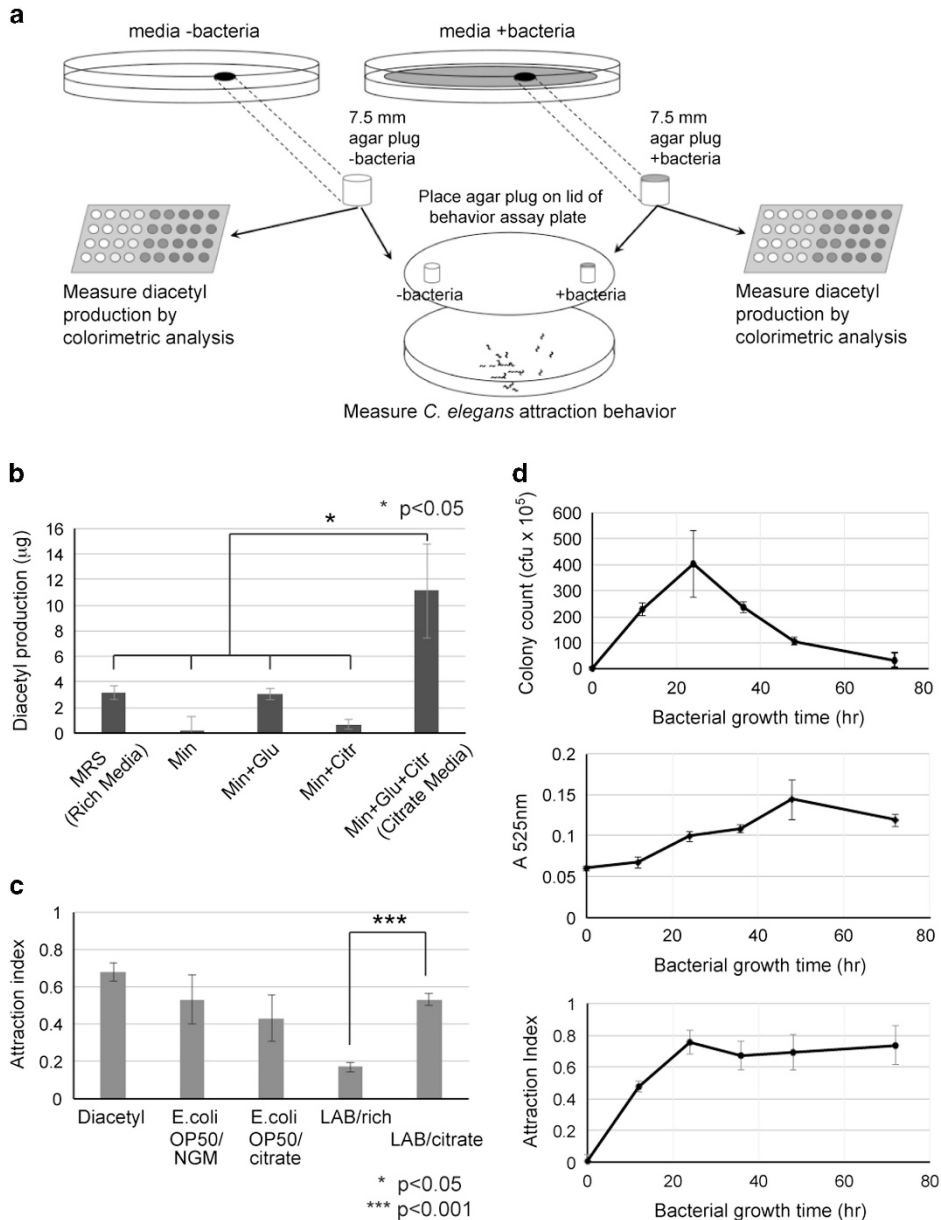 a
media -bacteria
media +bacteria
7.5 mm
agar plug
-bacteria
7.5 mm
agar plug
+bacteria
Place agar plug on lid of
behavior assay plate
-bacteria
+bacteria
Measure diacetyl
production by
colorimetric analysis
Measure diacetyl
production by
colorimetric analysis
Measure C. elegans attraction behavior
b
* p<0.05
*
Diacetyl production (µg)
16
14
12
10
8
6
4
2
0
MRS
(Rich Media)
Min
Min+Glu
Min+Citr
Min+Glu+Citr
(Citrate Media)
c
Attraction index
1
0.8
0.6
0.4
0.2
0
***
Diacetyl
E.coli
OP50/
NGM
E.coli
OP50/
citrate
LAB/rich
LAB/citrate
* p<0.05
*** p<0.001
d
Colony count (cfu x 10⁵)
600
500
400
300
200
100
0
0 20 40 60 80
Bacterial growth time (hr)
A 525nm
0.2
0.15
0.1
0.05
0
0 20 40 60 80
Bacterial growth time (hr)
Attraction Index
1
0.8
0.6
0.4
0.2
0
0 20 40 60 80
Bacterial growth time (hr)